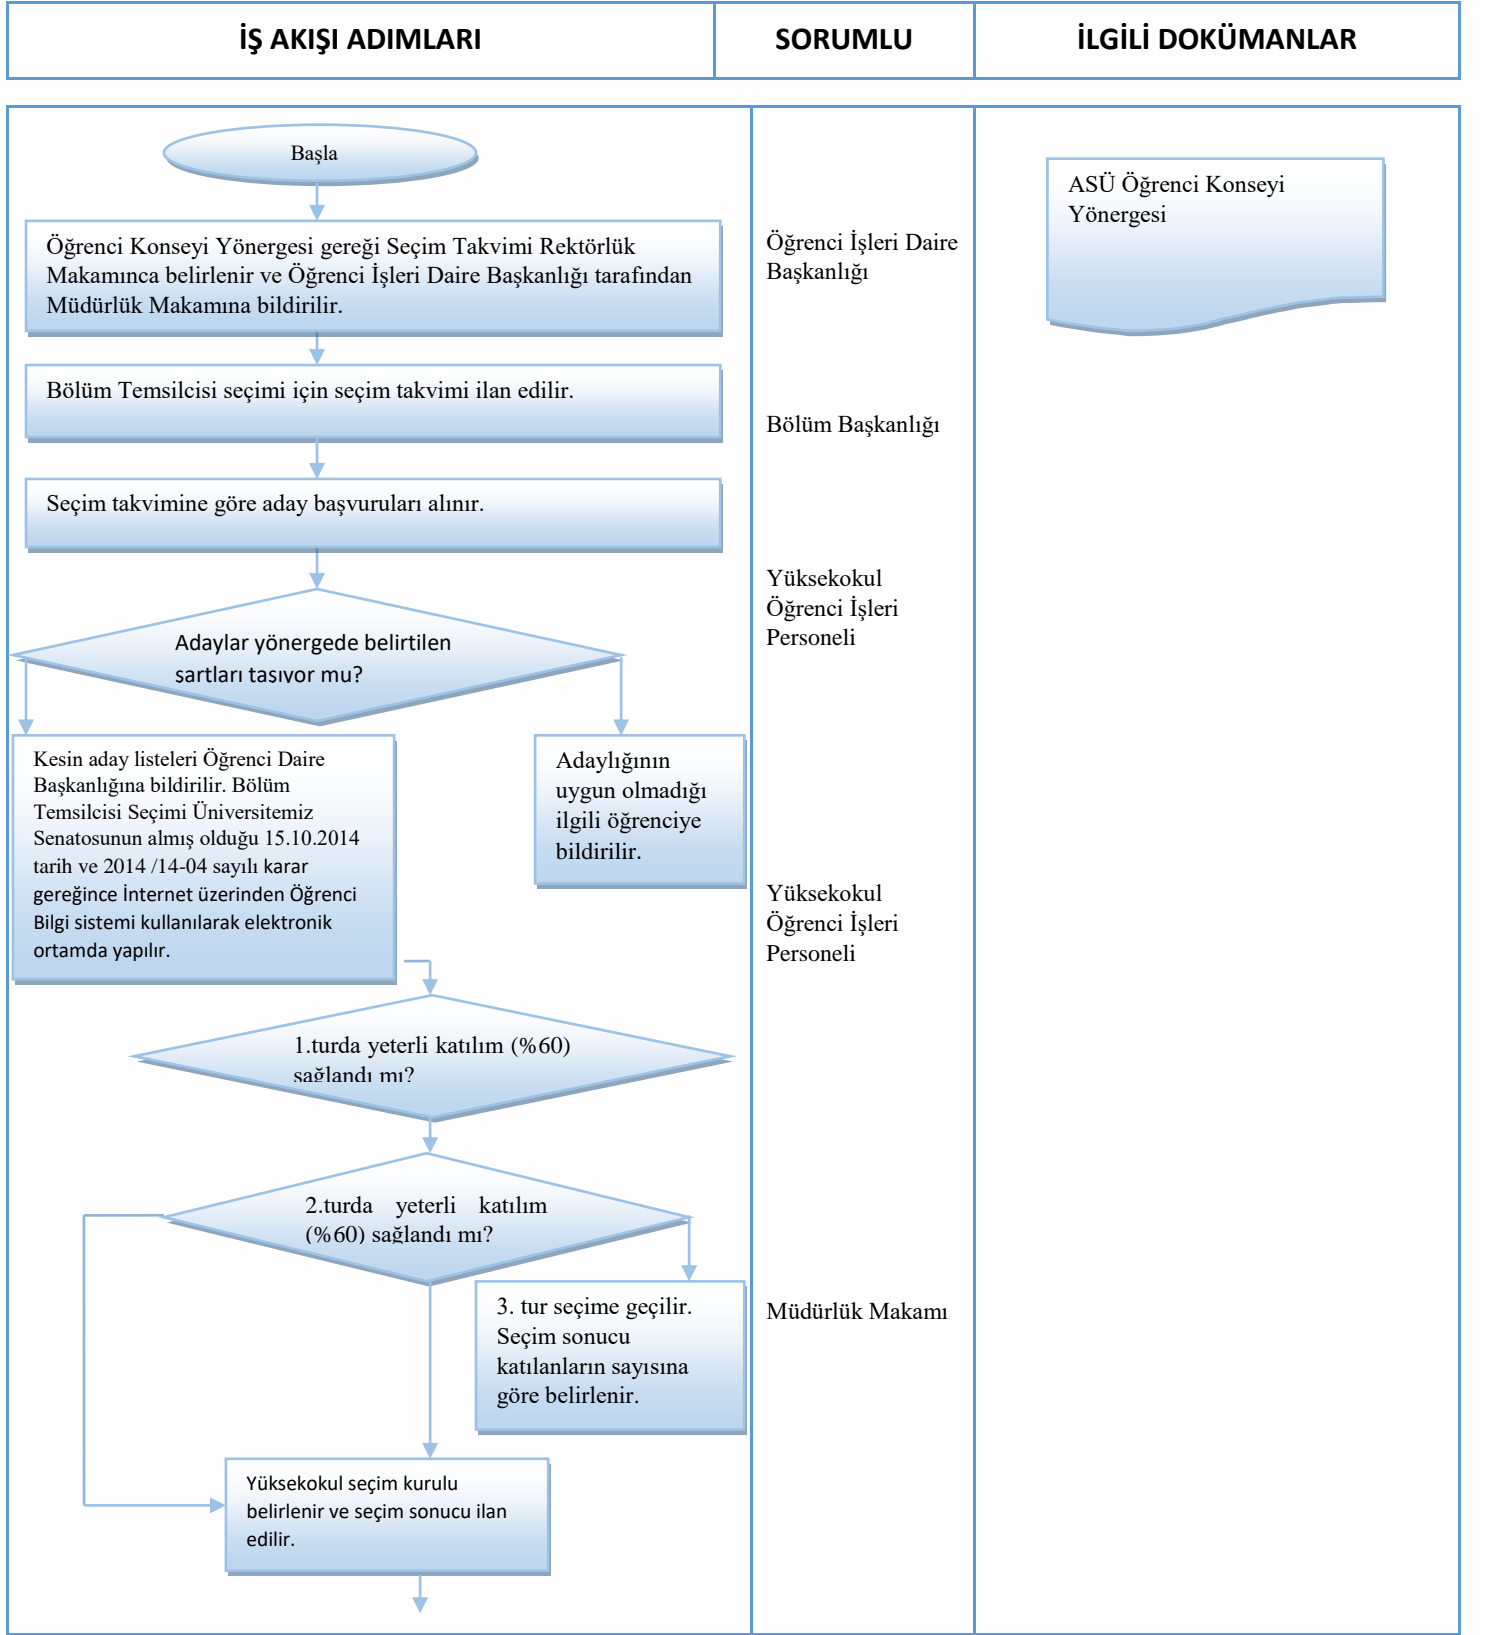 İŞ AKIŞI ADIMLARI
SORUMLU
İLGİLİ DOKÜMANLAR
Başla
Öğrenci Konseyi Yönergesi gereği Seçim Takvimi Rektörlük
Makamınca belirlenir ve Öğrenci İşleri Daire Başkanlığı tarafından
Müdürlük Makamına bildirilir.
Bölüm Temsilcisi seçimi için seçim takvimi ilan edilir.
Seçim takvimine göre aday başvuruları alınır.
Adaylar yönergede belirtilen
şartları taşıyor mu?
Kesin aday listeleri Öğrenci Daire
Başkanlığına bildirilir. Bölüm
Temsilcisi Seçimi Üniversitemiz
Senatosunun almış olduğu 15.10.2014
tarih ve 2014 /14-04 sayılı karar
gereğince İnternet üzerinden Öğrenci
Bilgi sistemi kullanılarak elektronik
ortamda yapılır.
Adaylığının
uygun olmadığı
ilgili öğrenciye
bildirilir.
1.turda yeterli katılım (%60)
sağlandı mı?
2.turda yeterli katılım
(%60) sağlandı mı?
3. tur seçime geçilir.
Seçim sonucu
katılanların sayısına
göre belirlenir.
Yüksekokul seçim kurulu
belirlenir ve seçim sonucu ilan
edilir.
Öğrenci İşleri Daire
Başkanlığı
Bölüm Başkanlığı
Yüksekokul
Öğrenci İşleri
Personeli
Yüksekokul
Öğrenci İşleri
Personeli
Müdürlük Makamı
ASÜ Öğrenci Konseyi
Yönergesi